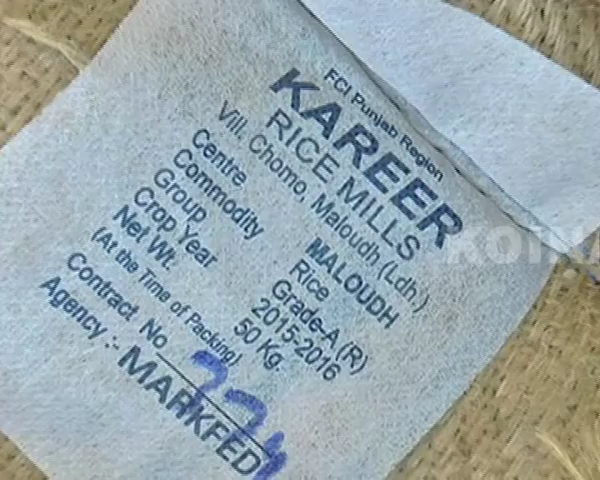 FCI Punjab Region
KAREER
RICE MILLS
Vill. Chomo, Maloudh (Ldh.)
Centre MALOUDH
Commodity Rice
Group Grade-A (R)
Crop Year 2015-2016
Net Wt. 50 Kg.
(At the Time of Packing)
Contract No
Agency :- MARKFED